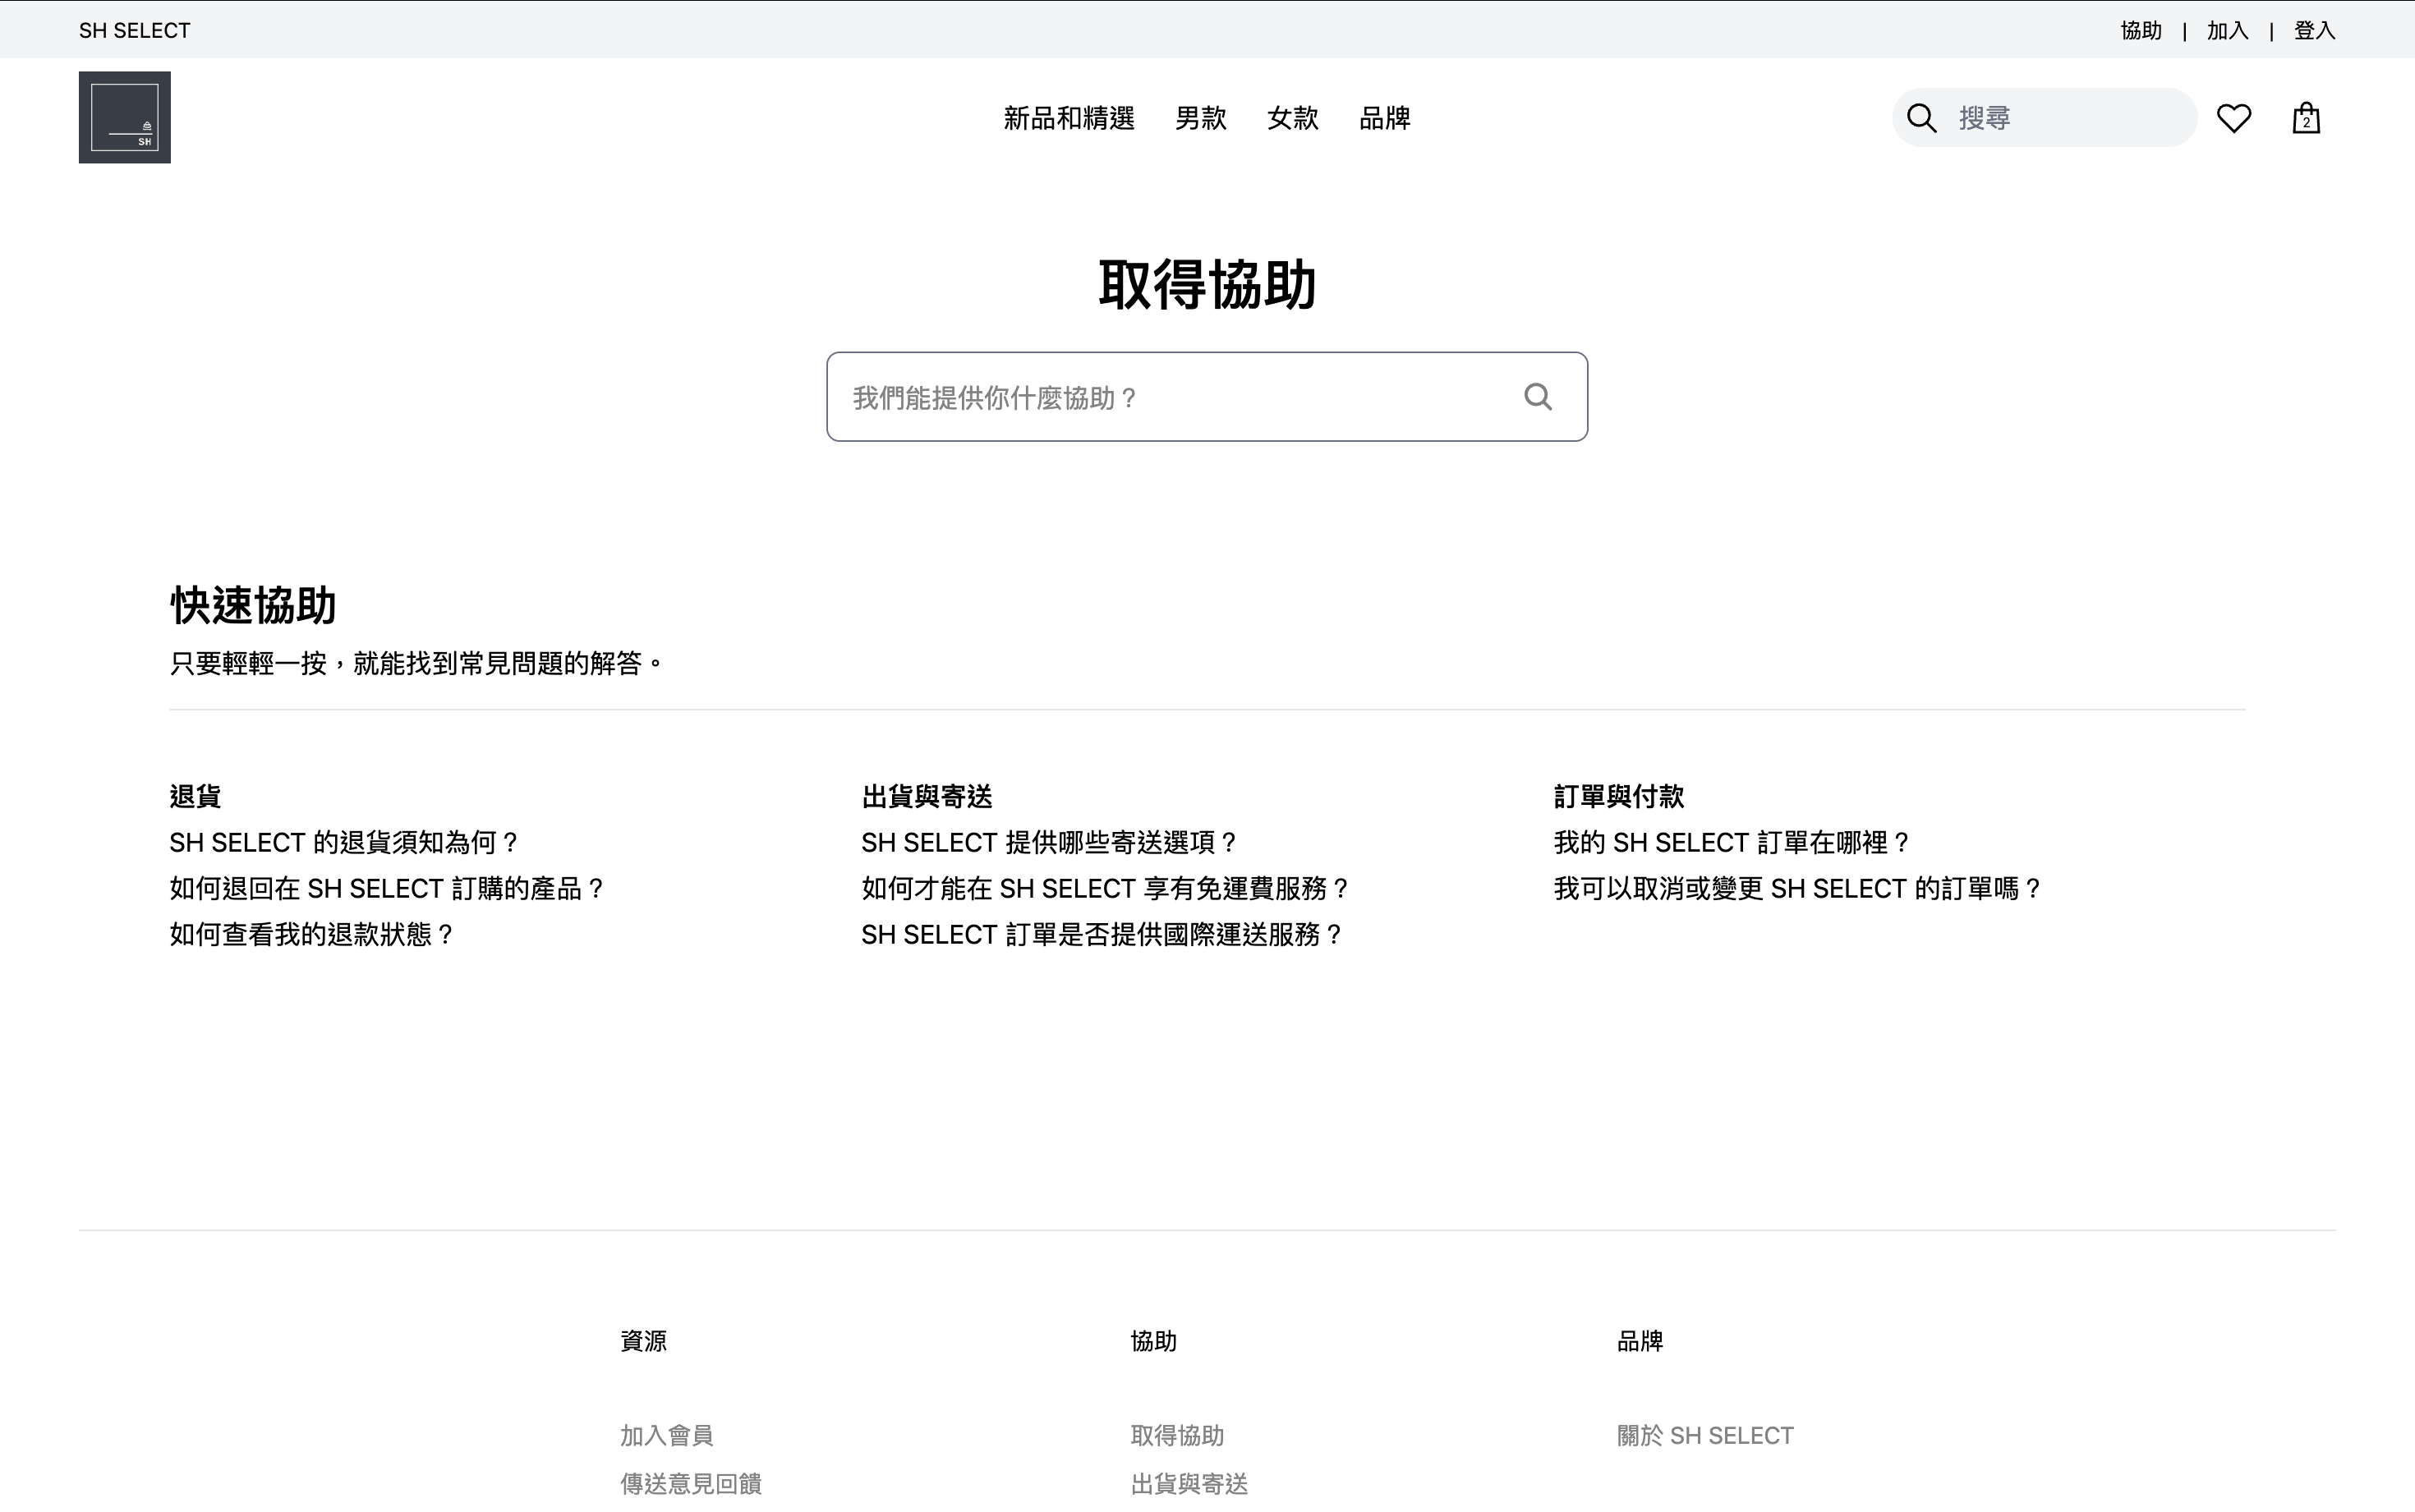 SH SELECT
協助 | 加入 | 登入
SH
新品和精選 男款 女款 品牌
搜尋
2
取得協助
我們能提供你什麼協助？
快速協助
只要輕輕一按，就能找到常見問題的解答。
退貨
SH SELECT 的退貨須知為何？
如何退回在 SH SELECT 訂購的產品？
如何查看我的退款狀態？
出貨與寄送
SH SELECT 提供哪些寄送選項？
如何才能在 SH SELECT 享有免運費服務？
SH SELECT 訂單是否提供國際運送服務？
訂單與付款
我的 SH SELECT 訂單在哪裡？
我可以取消或變更 SH SELECT 的訂單嗎？
資源
加入會員
傳送意見回饋
協助
取得協助
出貨與寄送
品牌
關於 SH SELECT